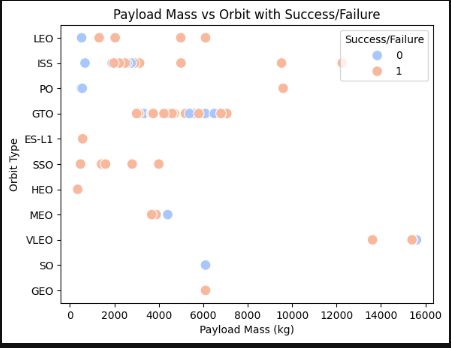 Payload Mass vs Orbit with Success/Failure
Success/Failure
0
1
Orbit Type
LEO
ISS
PO
GTO
ES-L1
SSO
HEO
MEO
VLEO
SO
GEO
0 2000 4000 6000 8000 10000 12000 14000 16000
Payload Mass (kg)